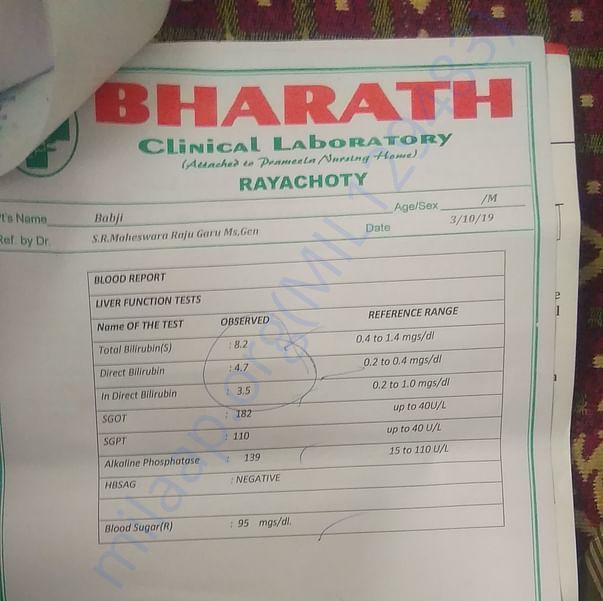 BHARATH
Clinical Laboratory
(Attached to Prameela Nursing Home)
RAYACHOTY
t's Name Babji Age/Sex /M
Ref. by Dr. S.R.Maheswara Raju Garu Ms,Gen Date 3/10/19
BLOOD REPORT
LIVER FUNCTION TESTS
Name OF THE TEST OBSERVED REFERENCE RANGE
Total Bilirubin(S) : 8.2 0.4 to 1.4 mgs/dl
Direct Bilirubin : 4.7 0.2 to 0.4 mgs/dl
In Direct Bilirubin : 3.5 0.2 to 1.0 mgs/dl
SGOT : 182 up to 40U/L
SGPT : 110 up to 40 U/L
Alkaline Phosphatase : 139 15 to 110 U/L
HBSAG : NEGATIVE
Blood Sugar(R) : 95 mgs/dl.